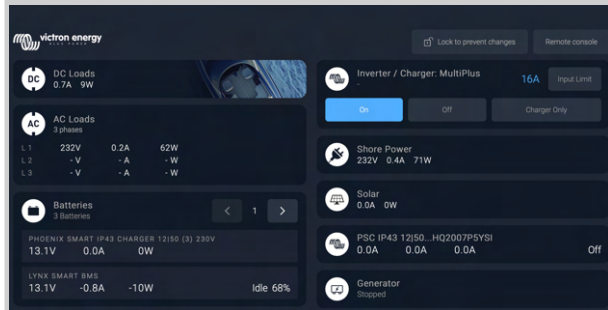 victron energy
BLUE POWER
Lock to prevent changes
Remote console
DC
DC Loads
0.7A 9W
AC
AC Loads
3 phases
L1 232V 0.2A 62W
L2 - V - A - W
L3 - V - A - W
Batteries
3 Batteries
< 1 >
PHOENIX SMART IP43 CHARGER 12|50 (3) 230V
13.1V 0.0A 0W
LYNX SMART BMS
13.1V -0.8A -10W Idle 68%
Inverter / Charger: MultiPlus
-
16A Input Limit
On Off Charger Only
Shore Power
232V 0.4A 71W
Solar
0.0A 0W
PSC IP43 12|50...HQ2007P5YSI
0.0A 0.0A 0.0A Off
Generator
Stopped